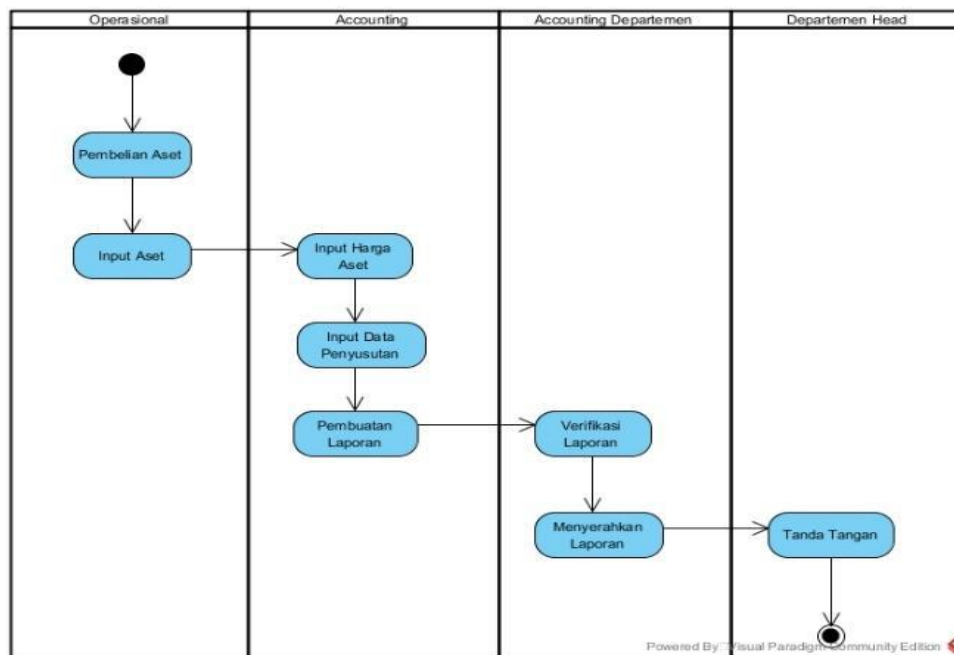 Operasional
Accounting
Accounting Departemen
Departemen Head
Pembelian Aset
Input Aset
Input Harga
Aset
Input Data
Penyusutan
Pembuatan
Laporan
Verifikasi
Laporan
Menyerahkan
Laporan
Tanda Tangan
Powered By Visual Paradigm Community Edition